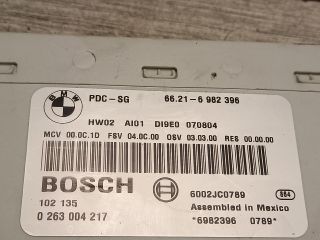 BMW
PDC-SG 66.21-6 982 396
HW02 AI01 DI9E0 070804
MCV 00.0C.1D FSV 04.0C.00 OSV 03.03.00 RES 00.00.00
BOSCH
6002JC0789 884
102 135 Assembled in Mexico
0 263 004 217 *6982396 0789*